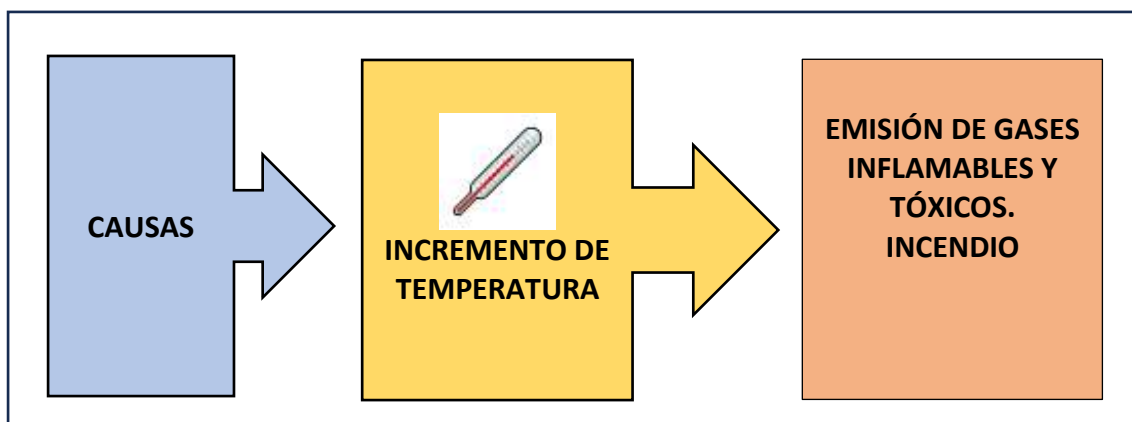 CAUSAS
INCREMENTO DE
TEMPERATURA
EMISIÓN DE GASES
INFLAMABLES Y
TÓXICOS.
INCENDIO